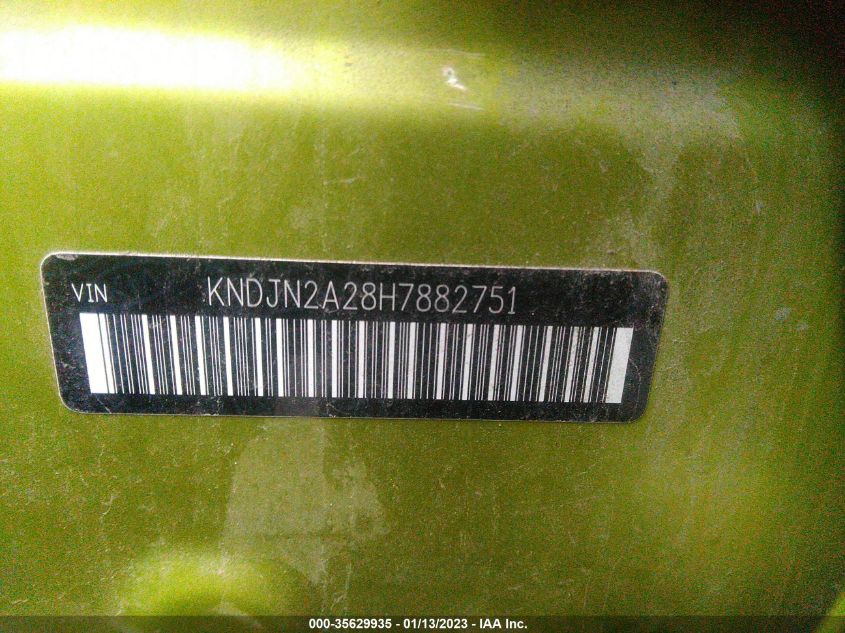 VIN KNDJN2A28H7882751
000-35629935 - 01/13/2023 - IAA Inc.